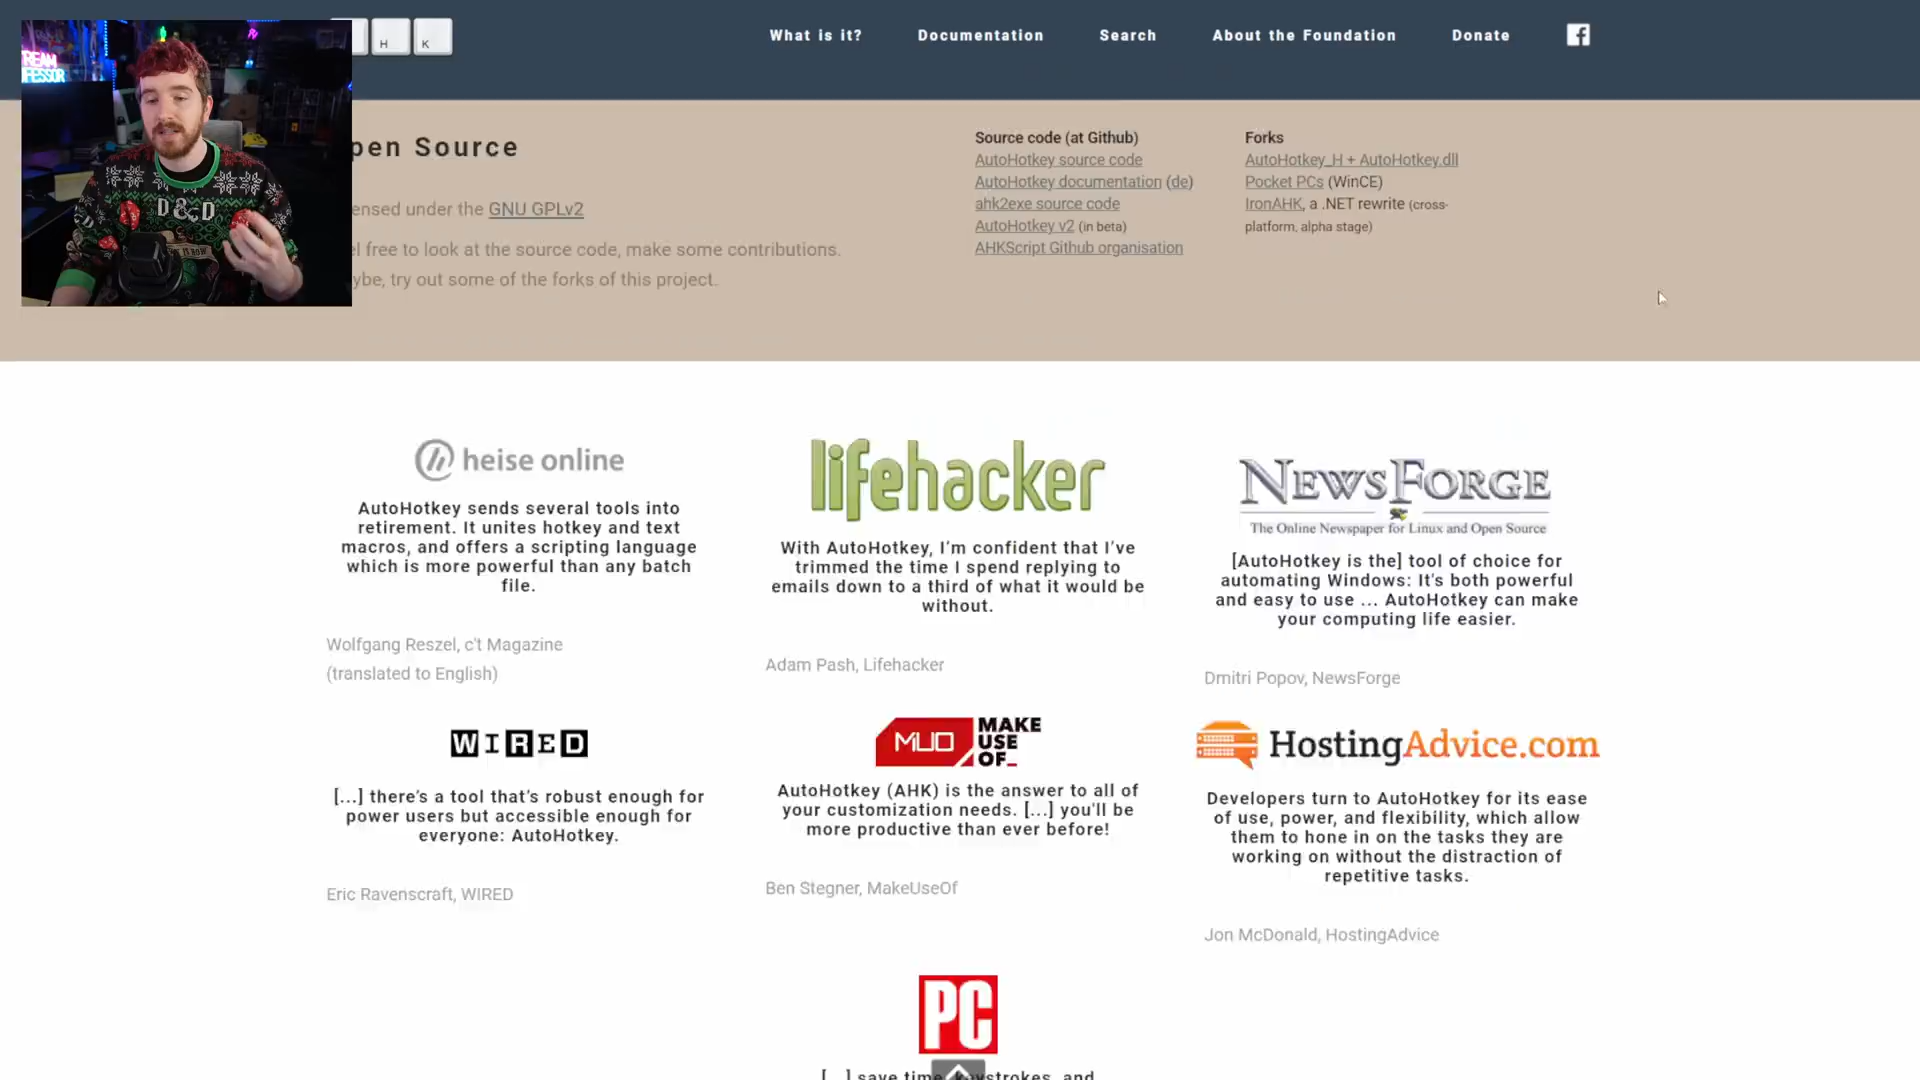 H K
What is it?
Documentation
Search
About the Foundation
Donate
REAM
FESSOR
D&D
pen Source
ensed under the GNU GPLv2
el free to look at the source code, make some contributions.
ybe, try out some of the forks of this project.
Source code (at Github)
AutoHotkey source code
AutoHotkey documentation (de)
ahk2exe source code
AutoHotkey v2 (in beta)
AHKScript Github organisation
Forks
AutoHotkey_H + AutoHotkey.dll
Pocket PCs (WinCE)
IronAHK, a .NET rewrite (cross-
platform, alpha stage)
heise online
AutoHotkey sends several tools into
retirement. It unites hotkey and text
macros, and offers a scripting language
which is more powerful than any batch
file.
Wolfgang Reszel, c't Magazine
(translated to English)
lifehacker
With AutoHotkey, I'm confident that I've
trimmed the time I spend replying to
emails down to a third of what it would be
without.
Adam Pash, Lifehacker
NEWSFORGE
The Online Newspaper for Linux and Open Source
[AutoHotkey is the] tool of choice for
automating Windows: It's both powerful
and easy to use ... AutoHotkey can make
your computing life easier.
Dmitri Popov, NewsForge
WIRED
[...] there's a tool that's robust enough for
power users but accessible enough for
everyone: AutoHotkey.
Eric Ravenscraft, WIRED
MUO
MAKE
USE
OF_
AutoHotkey (AHK) is the answer to all of
your customization needs. [...] you'll be
more productive than ever before!
Ben Stegner, MakeUseOf
HostingAdvice.com
Developers turn to AutoHotkey for its ease
of use, power, and flexibility, which allow
them to hone in on the tasks they are
working on without the distraction of
repetitive tasks.
Jon McDonald, HostingAdvice
PC
[...] save time, keystrokes, and